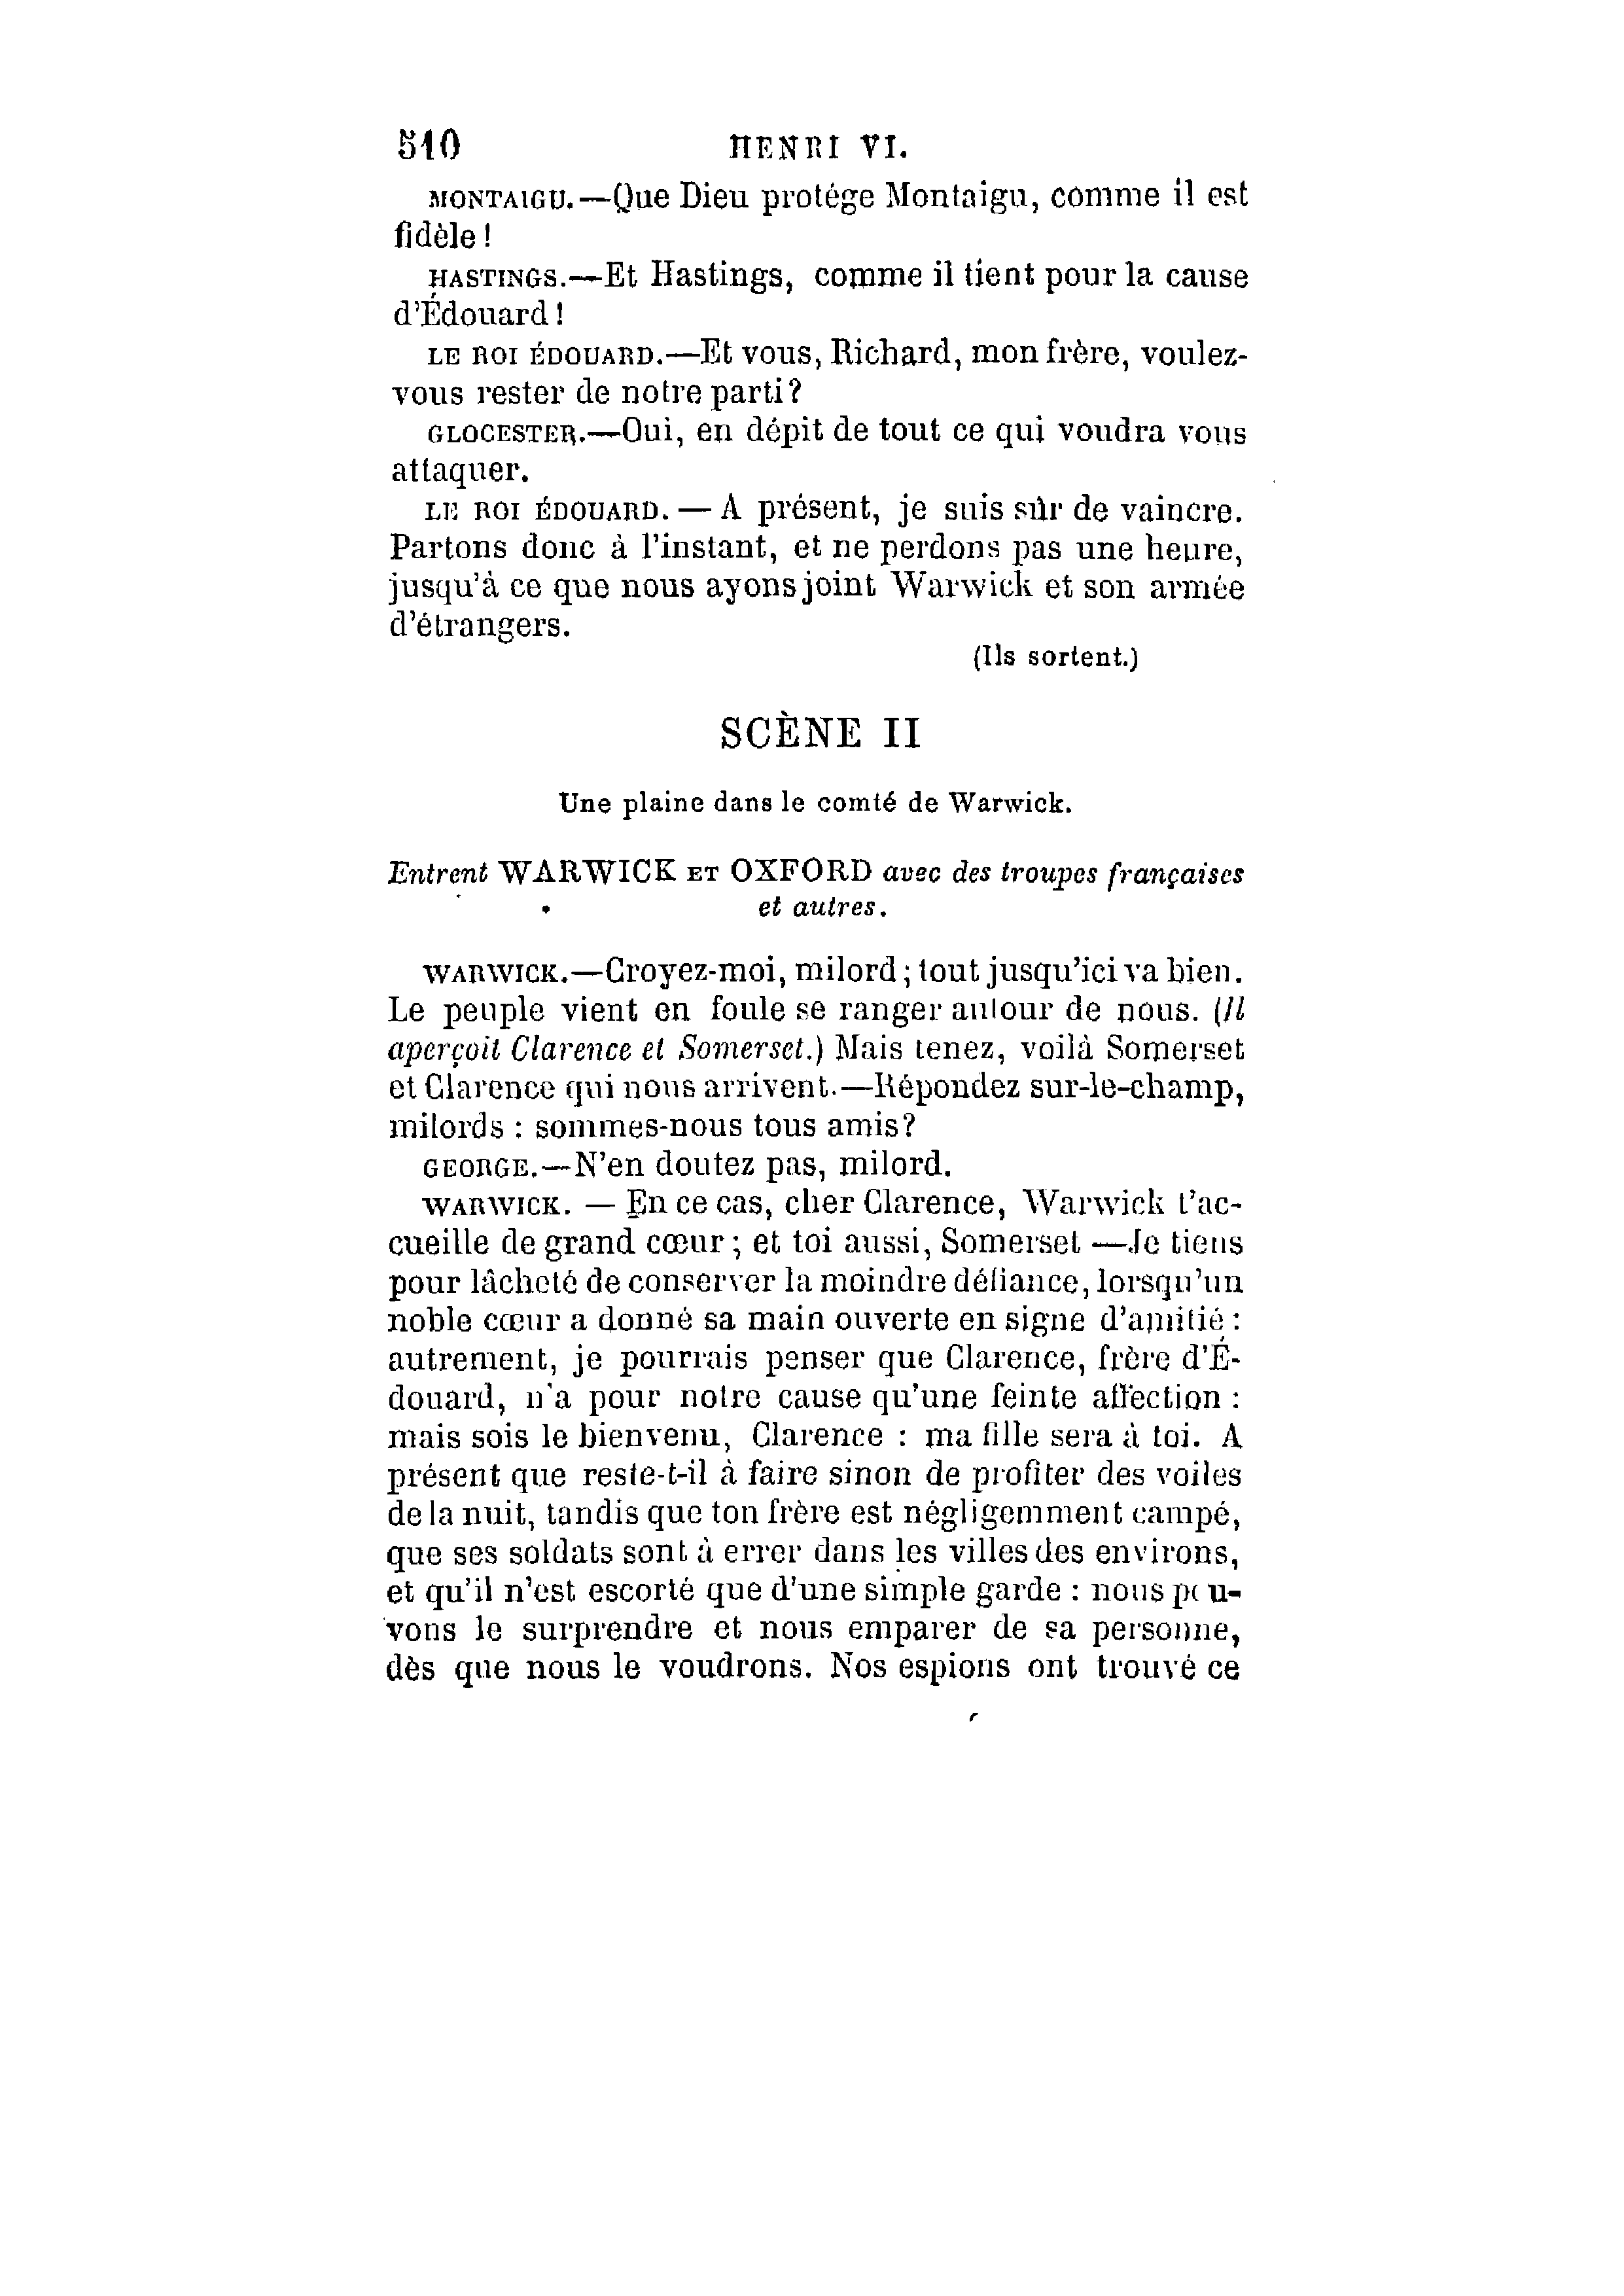 510 HENRI VI.
MONTAIGU.—Que Dieu protége Montaigu, comme il est
fidèle !
HASTINGS.—Et Hastings, comme il tient pour la cause
d'Édouard !
LE ROI ÉDOUARD.—Et vous, Richard, mon frère, voulez-
vous rester de notre parti?
GLOCESTER.—Oui, en dépit de tout ce qui voudra vous
attaquer.
LE ROI ÉDOUARD. — A présent, je suis sûr de vaincre.
Partons donc à l'instant, et ne perdons pas une heure,
jusqu'à ce que nous ayons joint Warwick et son armée
d'étrangers.
(Ils sortent.)
SCÈNE II
Une plaine dans le comté de Warwick.
Entrent WARWICK ET OXFORD avec des troupes françaises
et autres.
WARWICK.—Croyez-moi, milord ; tout jusqu'ici va bien.
Le peuple vient en foule se ranger autour de nous. (Il
aperçoit Clarence et Somerset.) Mais tenez, voilà Somerset
et Clarence qui nous arrivent.—Répondez sur-le-champ,
milords : sommes-nous tous amis?
GEORGE.—N'en doutez pas, milord.
WARWICK. — En ce cas, cher Clarence, Warwick t'ac-
cueille de grand cœur ; et toi aussi, Somerset —Je tiens
pour lâcheté de conserver la moindre défiance, lorsqu'un
noble cœur a donné sa main ouverte en signe d'amitié :
autrement, je pourrais penser que Clarence, frère d'É-
douard, n'a pour notre cause qu'une feinte affection :
mais sois le bienvenu, Clarence : ma fille sera à toi. A
présent que reste-t-il à faire sinon de profiter des voiles
de la nuit, tandis que ton frère est négligemment campé,
que ses soldats sont à errer dans les villes des environs,
et qu'il n'est escorté que d'une simple garde : nous pou-
vons le surprendre et nous emparer de sa personne,
dès que nous le voudrons. Nos espions ont trouvé ce